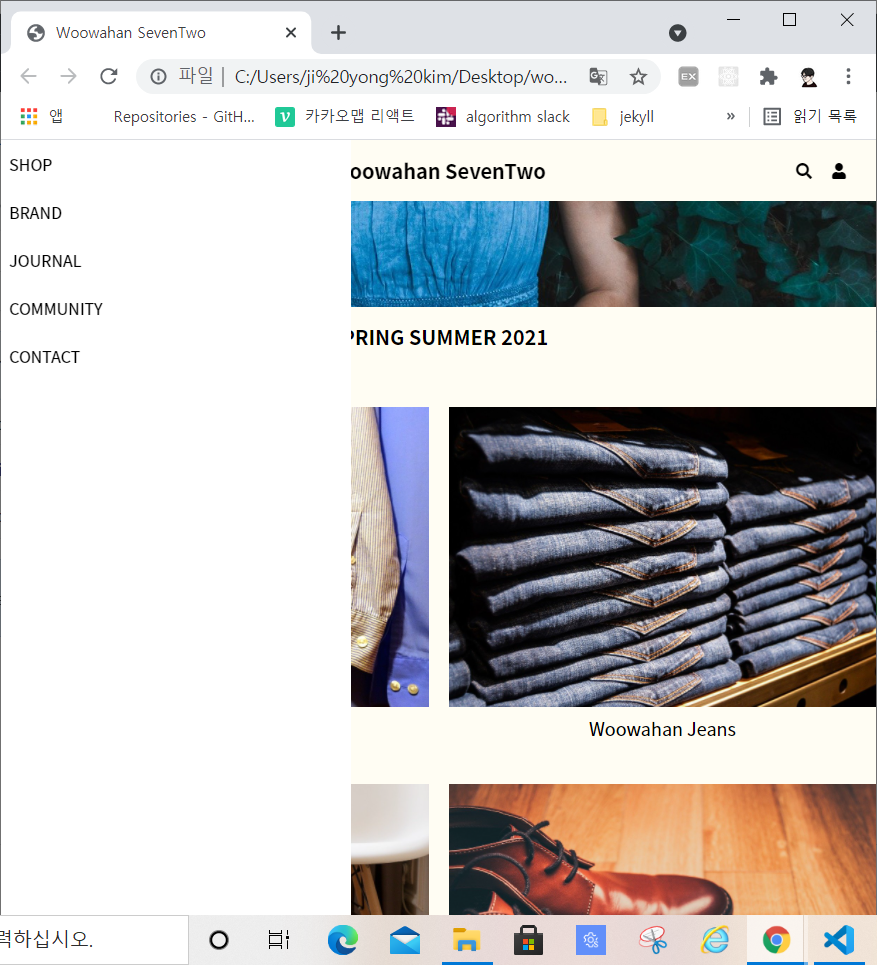 Woowahan SevenTwo
파일 | C:/Users/ji%20yong%20kim/Desktop/wo...
EX
앱 Repositories - GitH... 카카오맵 리액트 algorithm slack jekyll » 읽기 목록
SHOP
BRAND
JOURNAL
COMMUNITY
CONTACT
oowahan SevenTwo
PRING SUMMER 2021
Woowahan Jeans
력하십시오.